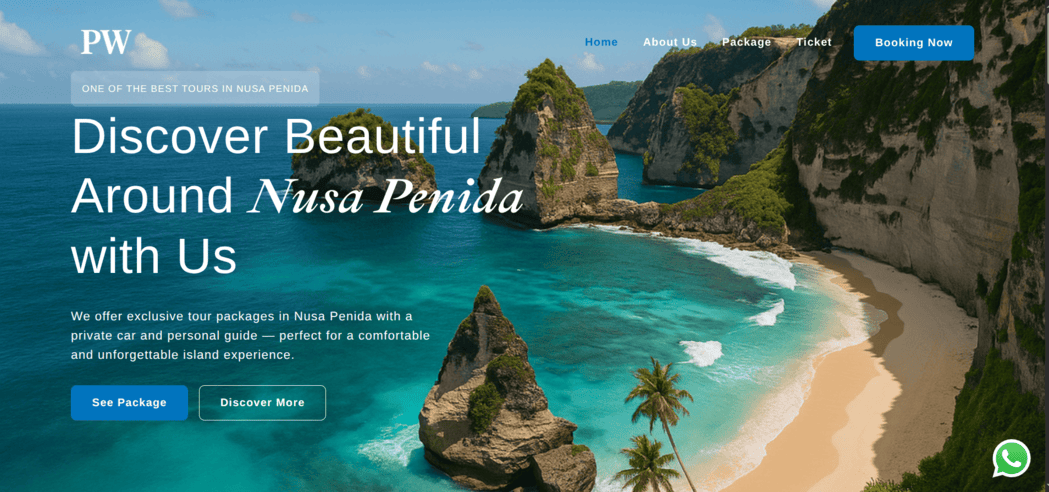 PW
Home About Us Package Ticket Booking Now
ONE OF THE BEST TOURS IN NUSA PENIDA
Discover Beautiful
Around Nusa Penida
with Us
We offer exclusive tour packages in Nusa Penida with a
private car and personal guide — perfect for a comfortable
and unforgettable island experience.
See Package Discover More